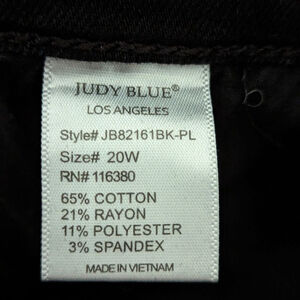 JUDY BLUE®
LOS ANGELES
Style# JB82161BK-PL
Size# 20W
RN# 116380
65% COTTON
21% RAYON
11% POLYESTER
3% SPANDEX
MADE IN VIETNAM